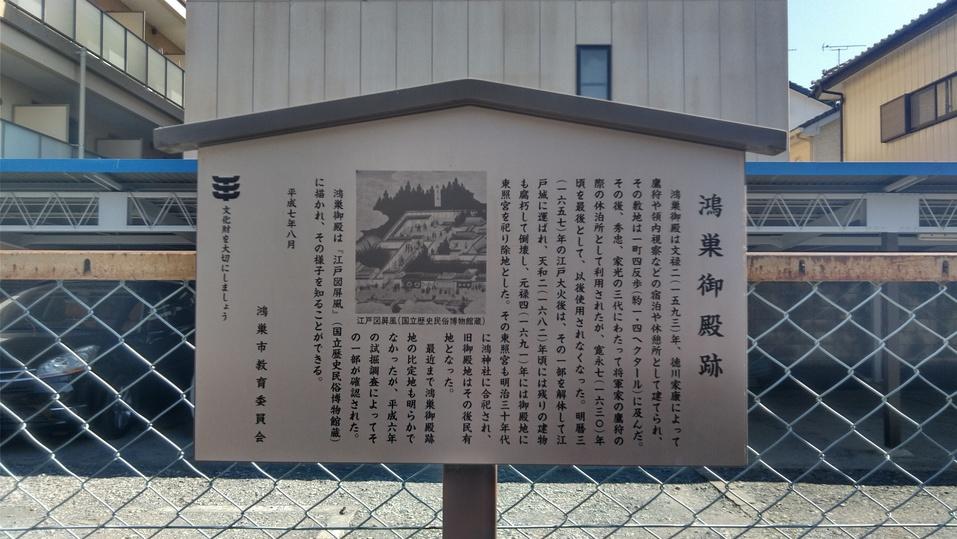 鴻巣御殿跡
鴻巣御殿は文禄二(一五九三)年、徳川家康によって
鷹狩や領内視察などの宿泊や休憩所として建てられ、
その敷地は一町四反歩(約一・四ヘクタール)に及んだ。
その後、秀忠、家光の三代にわたって将軍家の鷹狩の
際の休泊所として利用されたが、寛永七(一六三〇)年
頃を最後として、以後使用されなくなった。明暦三
(一六五七)年の江戸大火後は、その一部を解体して江
戸城に運ばれ、天和二(一六八二)年頃には残りの建物
も腐朽して倒壊し、元禄四(一六九一)年には御殿地に
東照宮を祀り除地とした。その東照宮も明治三十年代
に鴻神社に合祀され、
旧御殿地はその後民有
地となった。
最近まで鴻巣御殿跡
地の比定地も明らかで
なかったが、平成六年
の試掘調査によってそ
の一部が確認された。
江戸図屏風(国立歴史民俗博物館蔵)
鴻巣御殿は「江戸図屏風」(国立歴史民俗博物館蔵)
に描かれ、その様子を知ることができる。
平成七年八月
鴻巣市教育委員会
文化財を大切にしましょう